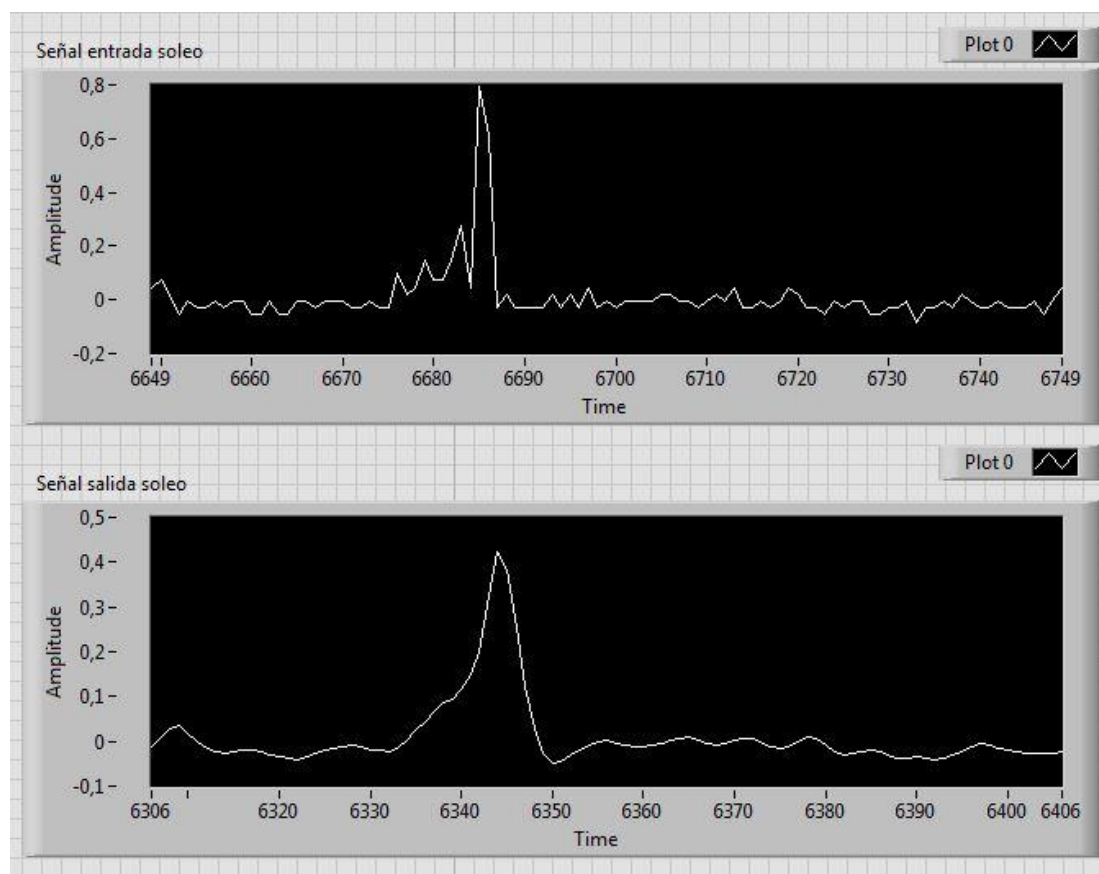 Señal entrada soleo
Plot 0
Amplitude
0,8
0,6
0,4
0,2
0
-0,2
6649 6660 6670 6680 6690 6700 6710 6720 6730 6740 6749
Time
Señal salida soleo
Plot 0
Amplitude
0,5
0,4
0,3
0,2
0,1
0
-0,1
6306 6320 6330 6340 6350 6360 6370 6380 6390 6400 6406
Time